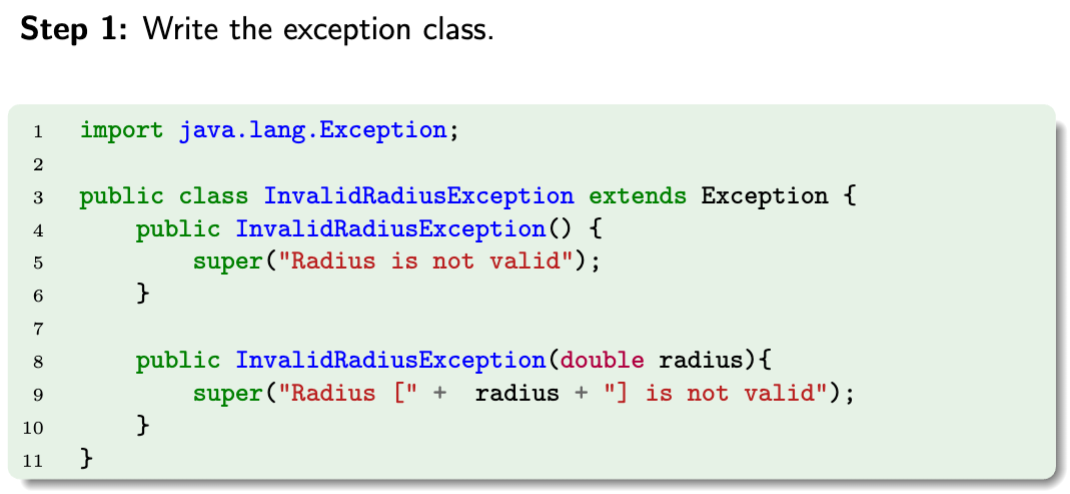 Step 1: Write the exception class.
1 import java.lang.Exception;
2
3 public class InvalidRadiusException extends Exception {
4 public InvalidRadiusException() {
5 super("Radius is not valid");
6 }
7
8 public InvalidRadiusException(double radius){
9 super("Radius [" +  radius + "] is not valid");
10 }
11 }